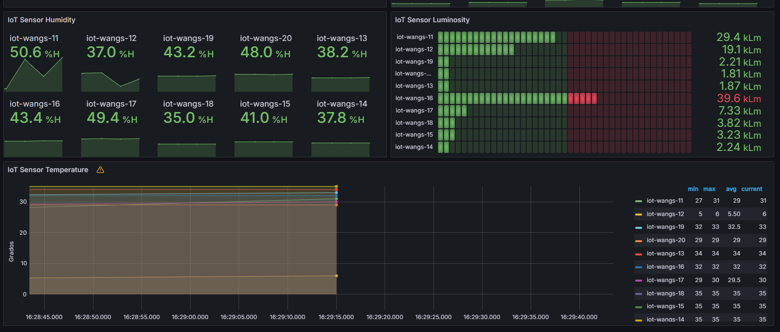 IoT Sensor Humidity
iot-wangs-11 iot-wangs-12 iot-wangs-19 iot-wangs-20 iot-wangs-13
50.6 %H 37.0 %H 43.2 %H 48.0 %H 38.2 %H
iot-wangs-16 iot-wangs-17 iot-wangs-18 iot-wangs-15 iot-wangs-14
43.4 %H 49.4 %H 35.0 %H 41.0 %H 37.8 %H
IoT Sensor Luminosity
iot-wangs-11 29.4 kLm
iot-wangs-12 19.1 kLm
iot-wangs-19 2.21 kLm
iot-wangs-... 1.81 kLm
iot-wangs-13 1.87 kLm
iot-wangs-16 39.6 kLm
iot-wangs-17 7.33 kLm
iot-wangs-18 3.82 kLm
iot-wangs-15 3.23 kLm
iot-wangs-14 2.24 kLm
IoT Sensor Temperature
Grados
30
20
10
0
16:28:45.000 16:28:50.000 16:28:55.000 16:29:00.000 16:29:05.000 16:29:10.000 16:29:15.000 16:29:20.000 16:29:25.000 16:29:30.000 16:29:35.000 16:29:40.000
min max avg current
iot-wangs-11 27 31 29 31
iot-wangs-12 5 6 5.50 6
iot-wangs-19 32 33 32.5 33
iot-wangs-20 29 29 29 29
iot-wangs-13 34 34 34 34
iot-wangs-16 32 32 32 32
iot-wangs-17 29 30 29.5 30
iot-wangs-18 35 35 35 35
iot-wangs-15 35 35 35 35
iot-wangs-14 35 35 35 35